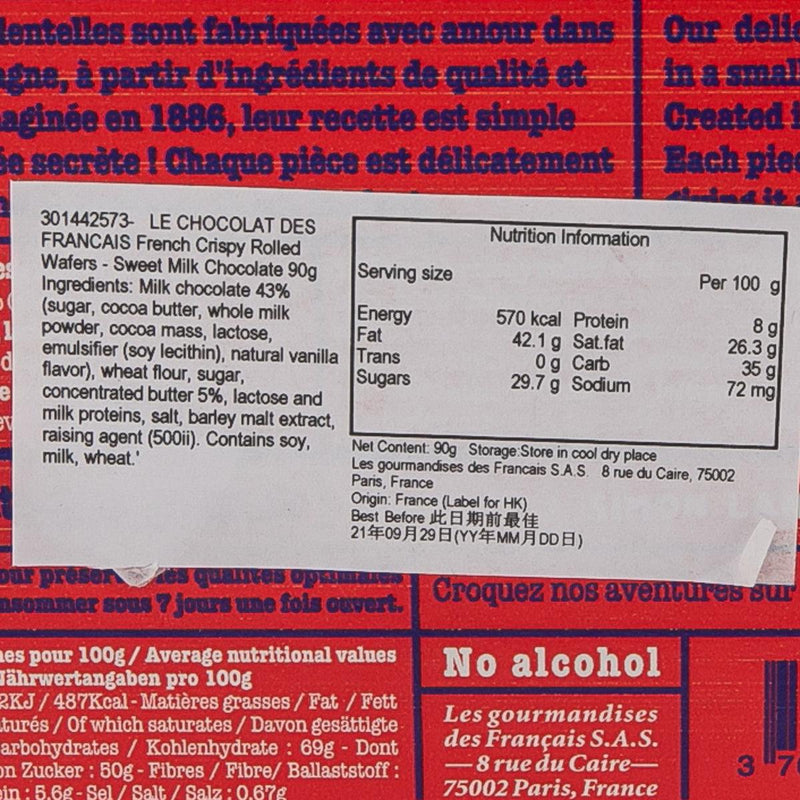 dentelles sont fabriquées avec amour dans
à partir d'ingrédients de qualité et
en 1886, leur recette est simple
secrète ! Chaque pièce est délicatement
Our
in a small
Created
Each
301442573- LE CHOCOLAT DES
FRANCAIS French Crispy Rolled
Wafers - Sweet Milk Chocolate 90g
Ingredients: Milk chocolate 43%
(sugar, cocoa butter, whole milk
powder, cocoa mass, lactose,
emulsifier (soy lecithin), natural vanilla
flavor), wheat flour, sugar,
concentrated butter 5%, lactose and
milk proteins, salt, barley malt extract,
raising agent (500ii). Contains soy,
milk, wheat.'
Nutrition Information
Serving size
Per 100 g
Energy 570 kcal Protein 8 g
Fat 42.1 g Sat.fat 26.3 g
Trans 0 g Carb 35 g
Sugars 29.7 g Sodium 72 mg
Net Content: 90g Storage:Store in cool dry place
Les gourmandises des Francais S.A.S. 8 rue du Caire, 75002
Paris, France
Origin: France (Label for HK)
Best Before 此日期前最佳
21年09月29日(YY年MM月DD日)
qualités optimales
sous 7 jours une fois ouvert.
Croquez nos aventures sur
pour 100g / Average nutritional values
Nährwertangaben pro 100g
2KJ / 487Kcal - Matières grasses / Fat / Fett
/ Of which saturates / Davon gesättigte
/ Kohlenhydrate : 69g - Dont
Zucker : 50g - Fibres / Fibre/ Ballaststoff :
: 5.6g - Sel / Salt / Salz : 0.67g
No alcohol
Les gourmandises
des Français S.A.S.
— 8 rue du Caire —
75002 Paris, France
3